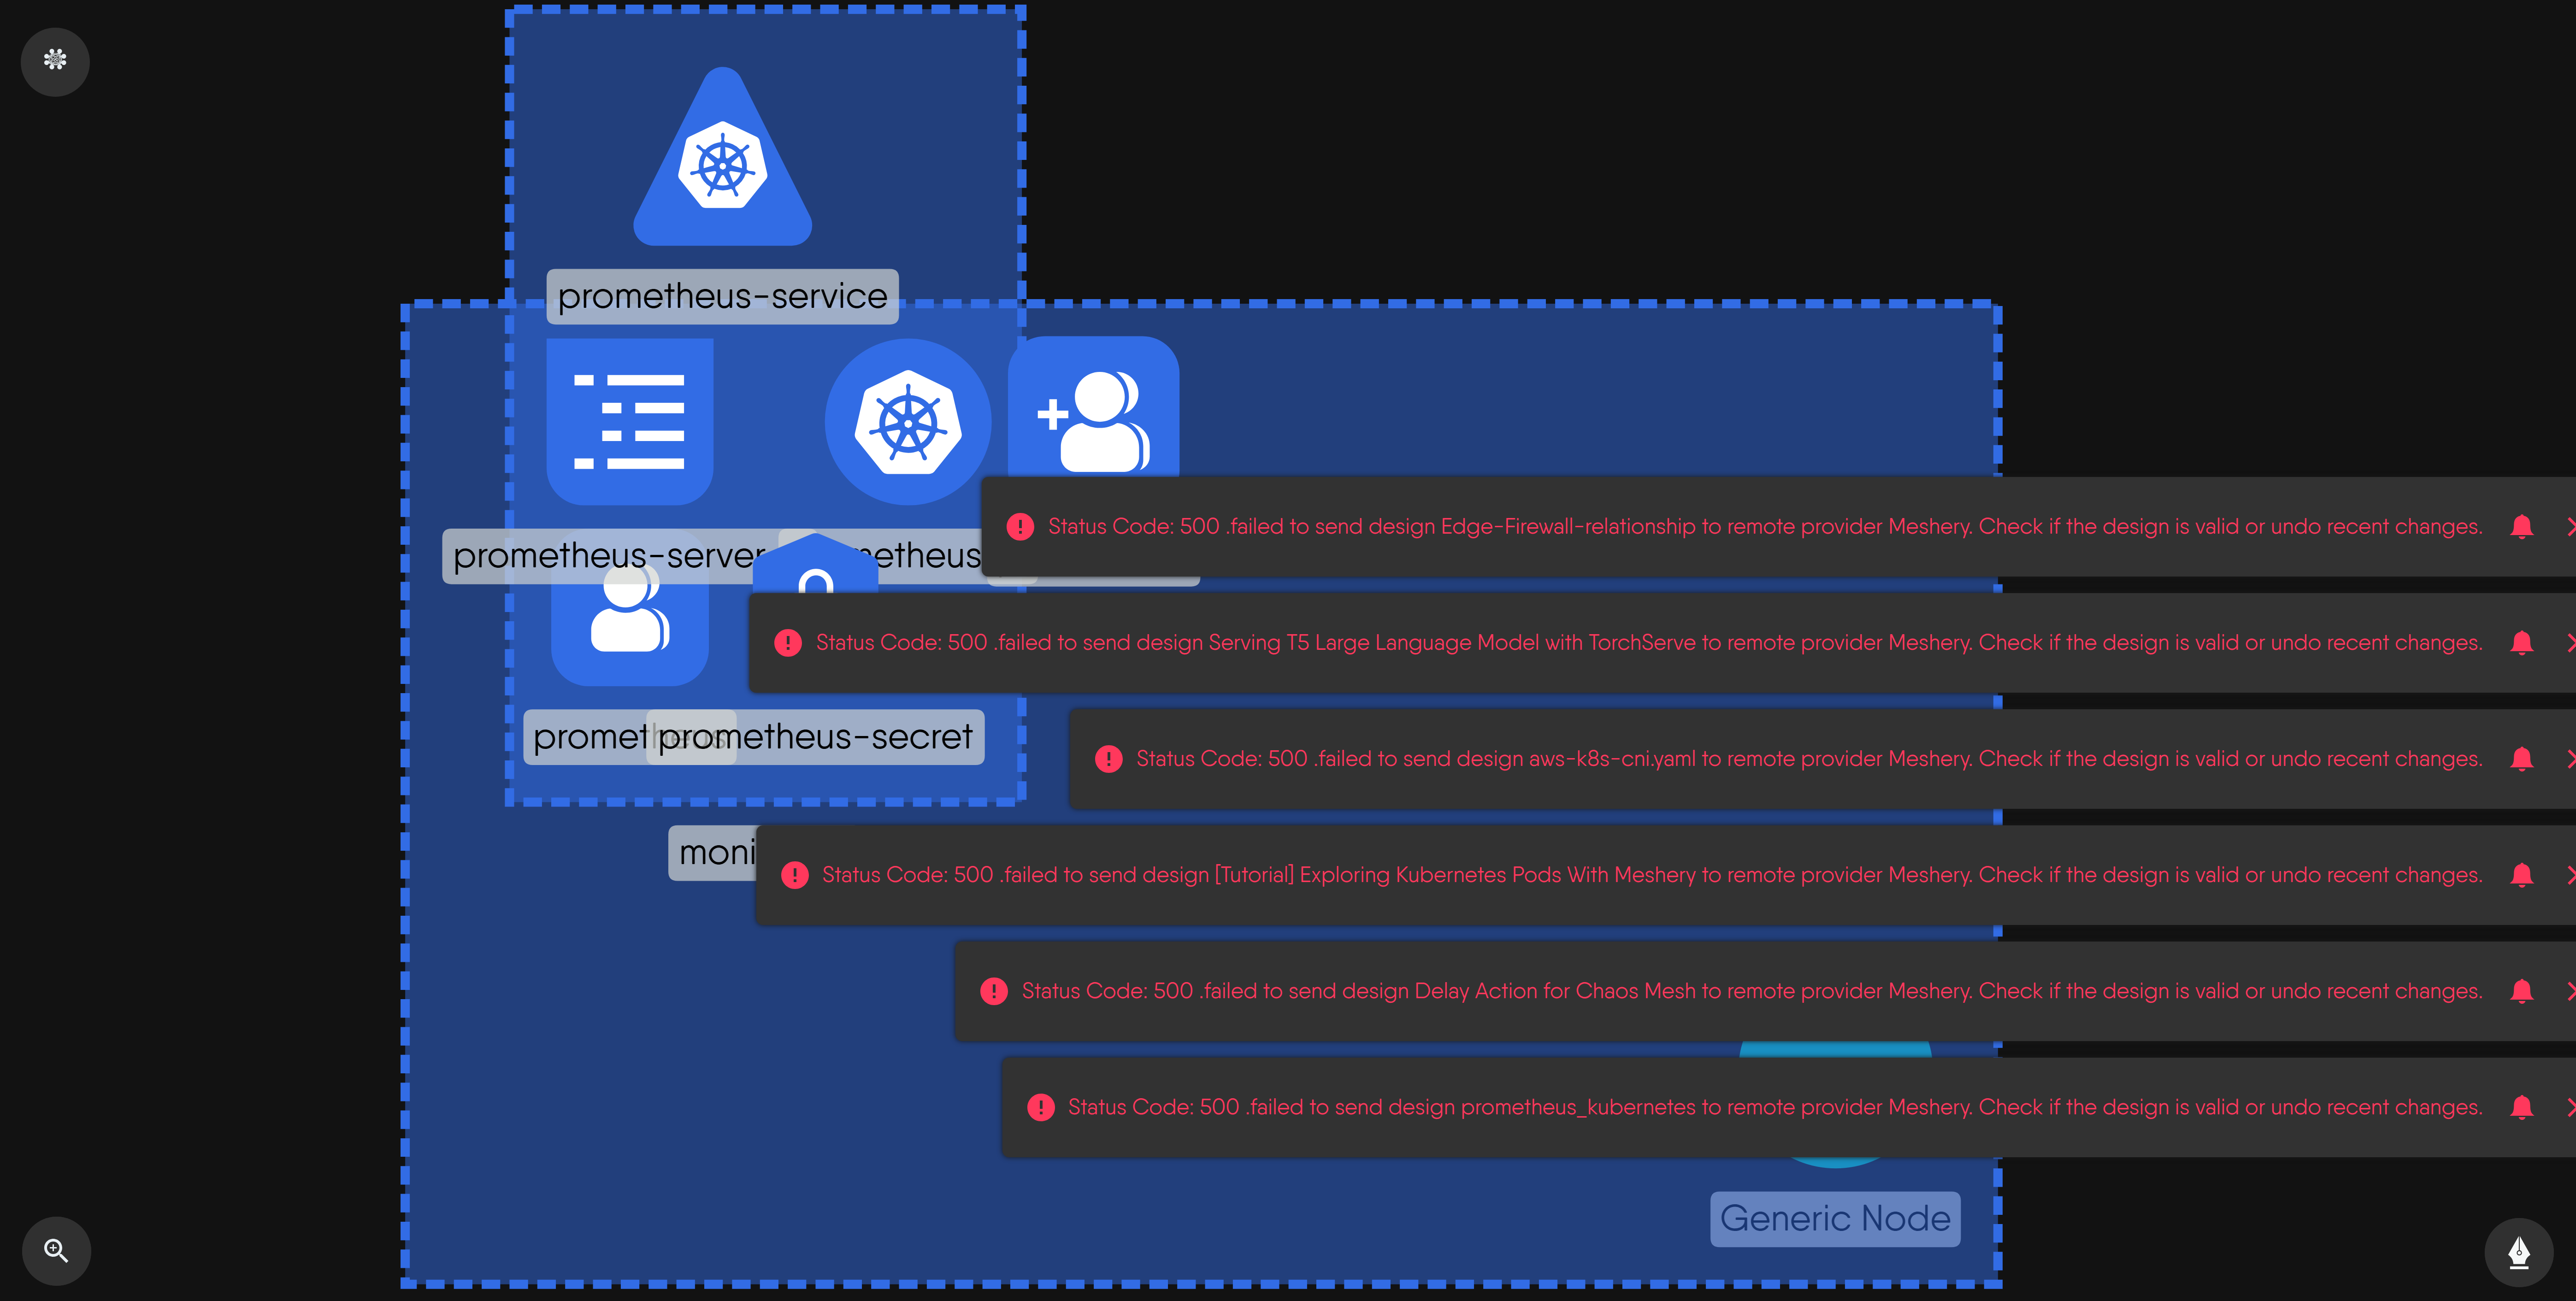 prometheus-service
prometheus-server
Status Code: 500 .failed to send design Edge-Firewall-relationship to remote provider Meshery. Check if the design is valid or undo recent changes.
Status Code: 500 .failed to send design Serving T5 Large Language Model with TorchServe to remote provider Meshery. Check if the design is valid or undo recent changes.
prometheus
prometheus-secret
Status Code: 500 .failed to send design aws-k8s-cni.yaml to remote provider Meshery. Check if the design is valid or undo recent changes.
moni
Status Code: 500 .failed to send design [Tutorial] Exploring Kubernetes Pods With Meshery to remote provider Meshery. Check if the design is valid or undo recent changes.
Status Code: 500 .failed to send design Delay Action for Chaos Mesh to remote provider Meshery. Check if the design is valid or undo recent changes.
Status Code: 500 .failed to send design prometheus_kubernetes to remote provider Meshery. Check if the design is valid or undo recent changes.
Generic Node